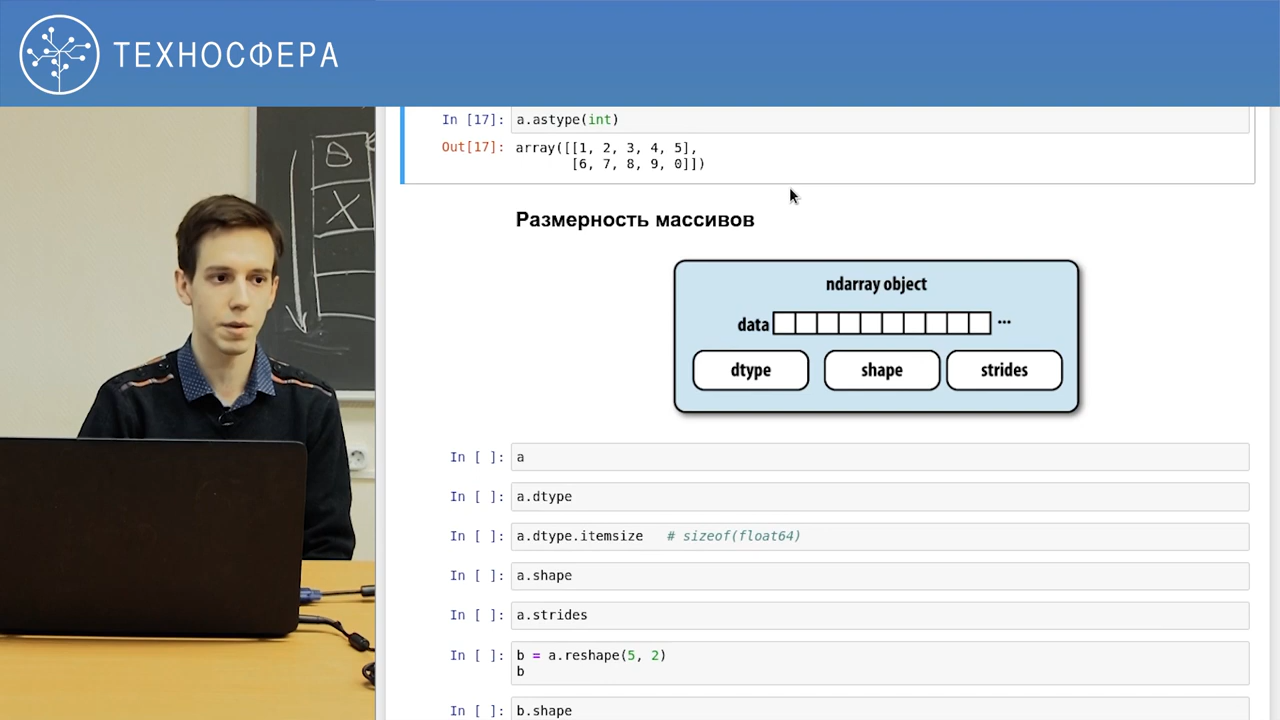 ТЕХНОСФЕРА
In [17]: a.astype(int)
Out[17]: array([[1, 2, 3, 4, 5],
[6, 7, 8, 9, 0]])
Размерность массивов
ndarray object
data ...
dtype shape strides
In [ ]: a
In [ ]: a.dtype
In [ ]: a.dtype.itemsize # sizeof(float64)
In [ ]: a.shape
In [ ]: a.strides
In [ ]: b = a.reshape(5, 2)
b
In [ ]: b.shape